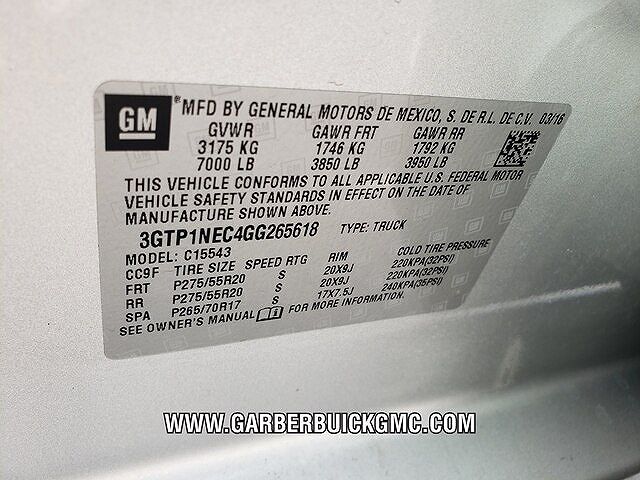 GM
® MFD BY GENERAL MOTORS DE MEXICO, S. DE R.L. DE C.V. 03/16
GVWR GAWR FRT GAWR RR
3175 KG 1746 KG 1792 KG
7000 LB 3850 LB 3950 LB
THIS VEHICLE CONFORMS TO ALL APPLICABLE U.S. FEDERAL MOTOR
VEHICLE SAFETY STANDARDS IN EFFECT ON THE DATE OF
MANUFACTURE SHOWN ABOVE.
3GTP1NEC4GG265618 TYPE: TRUCK
MODEL: C15543
CC9F TIRE SIZE SPEED RTG RIM COLD TIRE PRESSURE
FRT P275/55R20 S 20X9J 220KPA(32PSI)
RR P275/55R20 S 20X9J 220KPA(32PSI)
SPA P265/70R17 S 17X7.5J 240KPA(35PSI)
SEE OWNER'S MANUAL FOR MORE INFORMATION.
WWW.GARBERBUICKGMC.COM